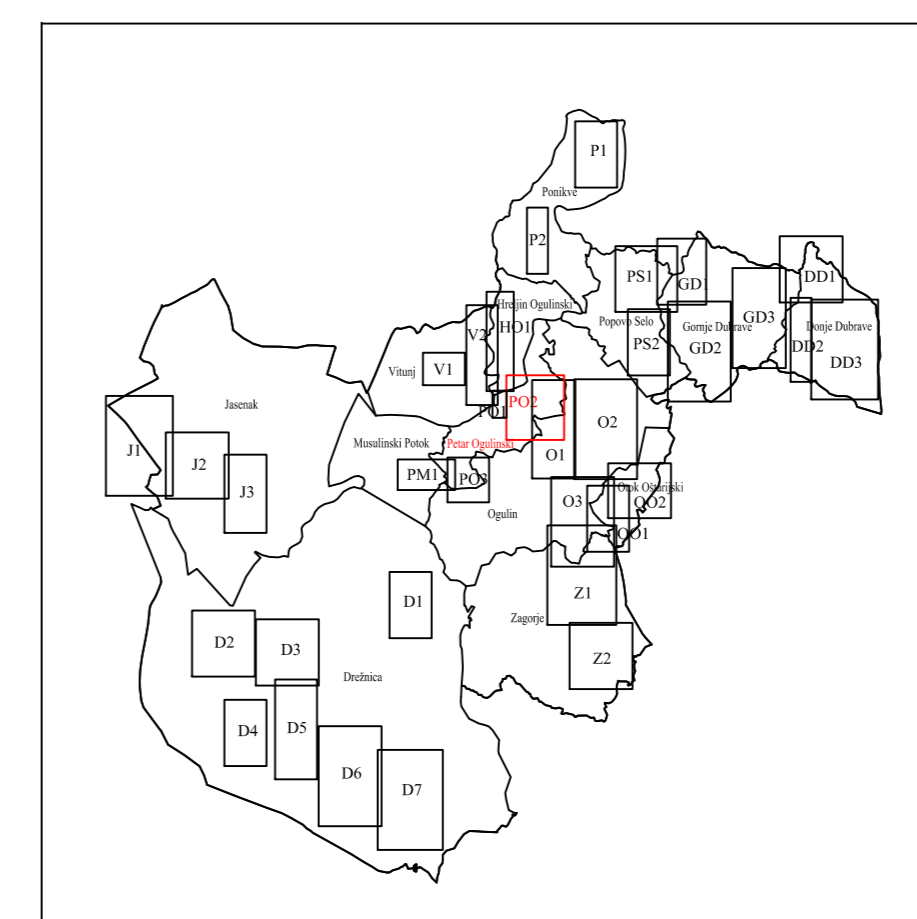 P1
Ponikve
P2
PS1
GD1
DD1
Hreljin Ogulinski
V2
HO1
Popovo Selo
Gornje Dubrave
GD3
Donje Dubrave
PS2
GD2
DD2
DD3
Vitunj
V1
Jasenak
PO1
PO2
O2
Musulinski Potok
Petar Ogulinski
J1
J2
J3
PM1
PO3
O1
Ogulin
O3
Otok Oštarijski
OO2
OO1
D1
Z1
Zagorje
D2
D3
Z2
Drežnica
D4
D5
D6
D7